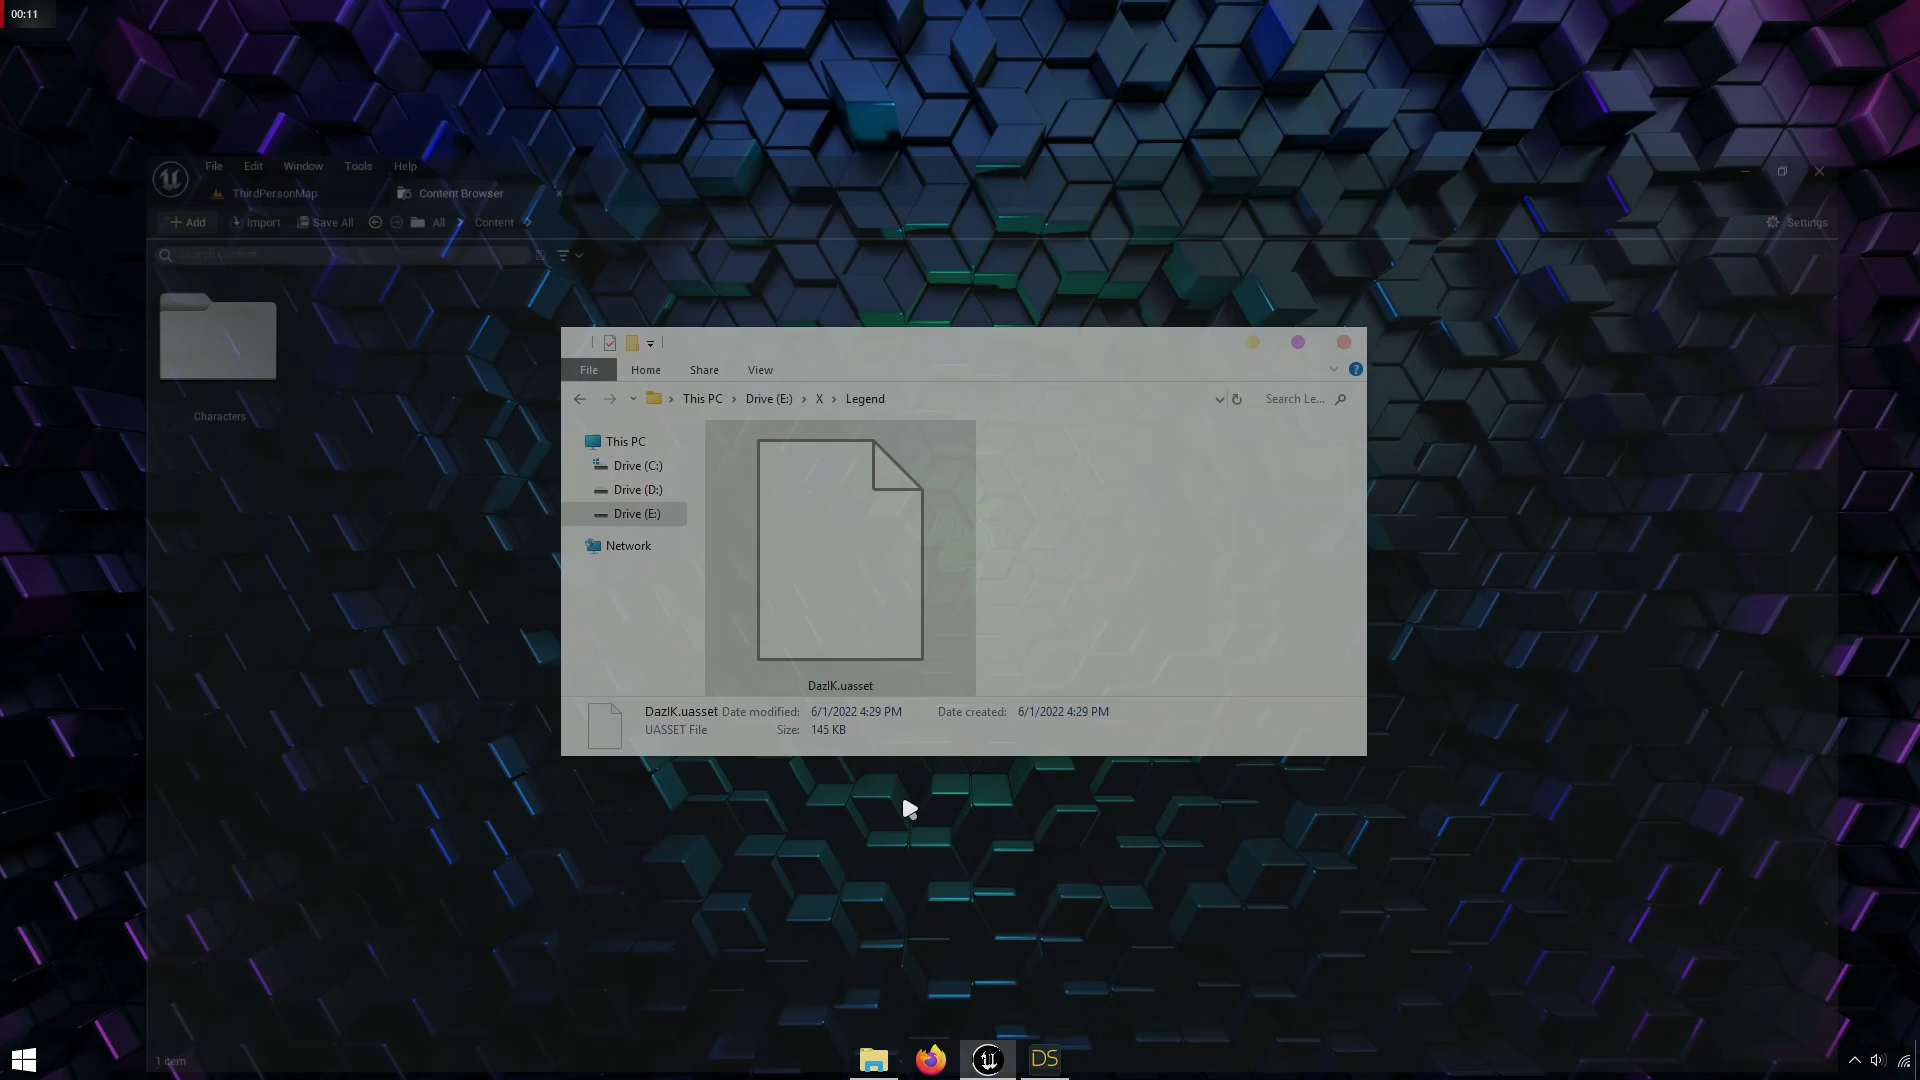 00:11
File Edit Window Tools Help
ThirdPersonMap Content Browser
Add Import Save All All Content Settings
Search Content
Characters
File Home Share View
This PC Drive (E:) X Legend Search Le...
This PC
Drive (C:)
Drive (D:)
Drive (E:)
Network
DazIK.uasset
DazIK.uasset Date modified: 6/1/2022 4:29 PM Date created: 6/1/2022 4:29 PM
UASSET File Size: 145 KB
1 item
DS